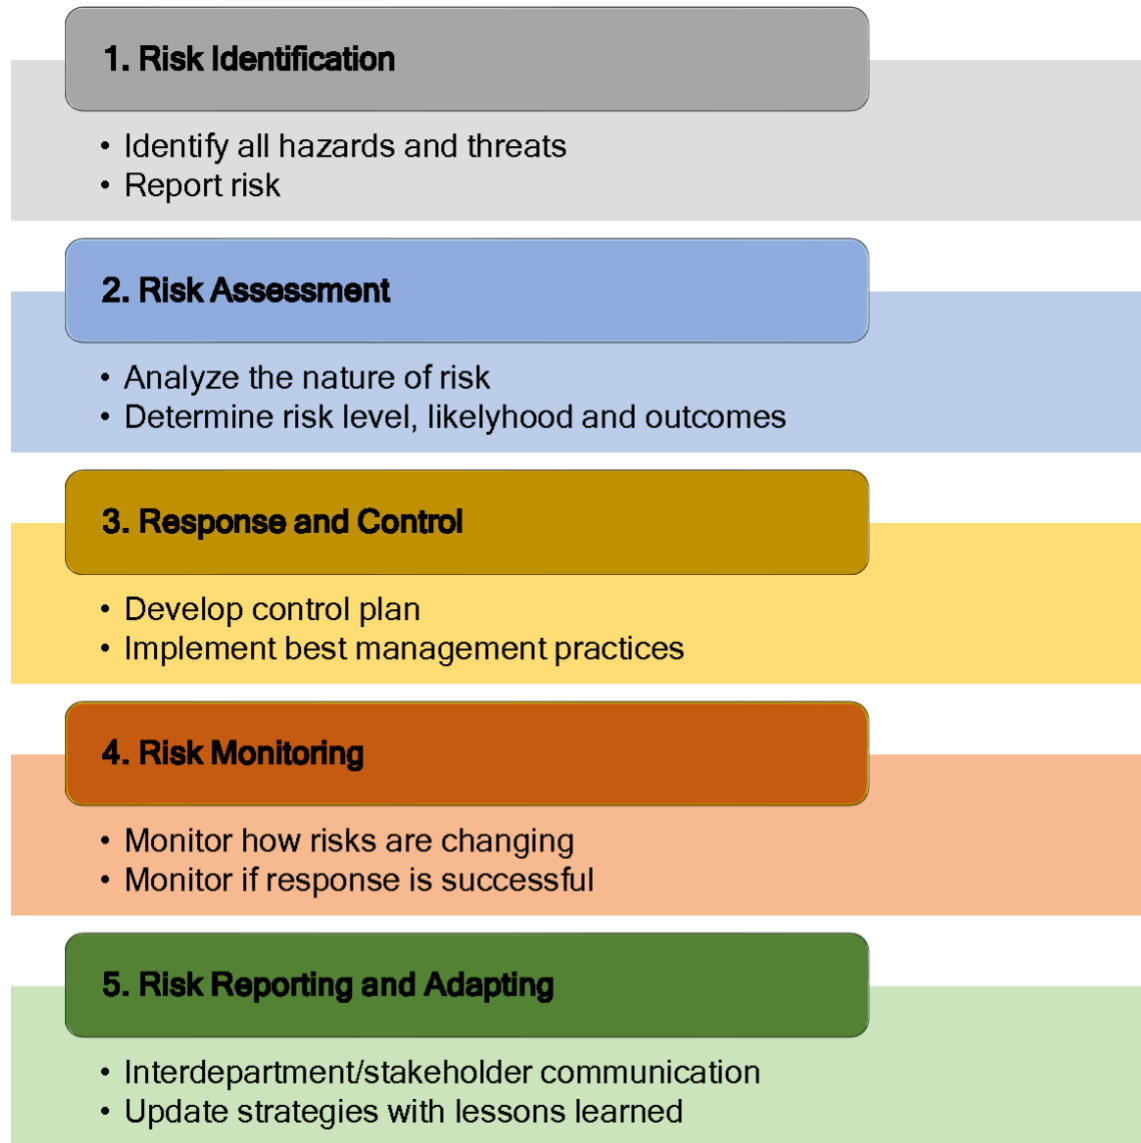 1. Risk Identification
• Identify all hazards and threats
• Report risk
2. Risk Assessment
• Analyze the nature of risk
• Determine risk level, likelyhood and outcomes
3. Response and Control
• Develop control plan
• Implement best management practices
4. Risk Monitoring
• Monitor how risks are changing
• Monitor if response is successful
5. Risk Reporting and Adapting
• Interdepartment/stakeholder communication
• Update strategies with lessons learned